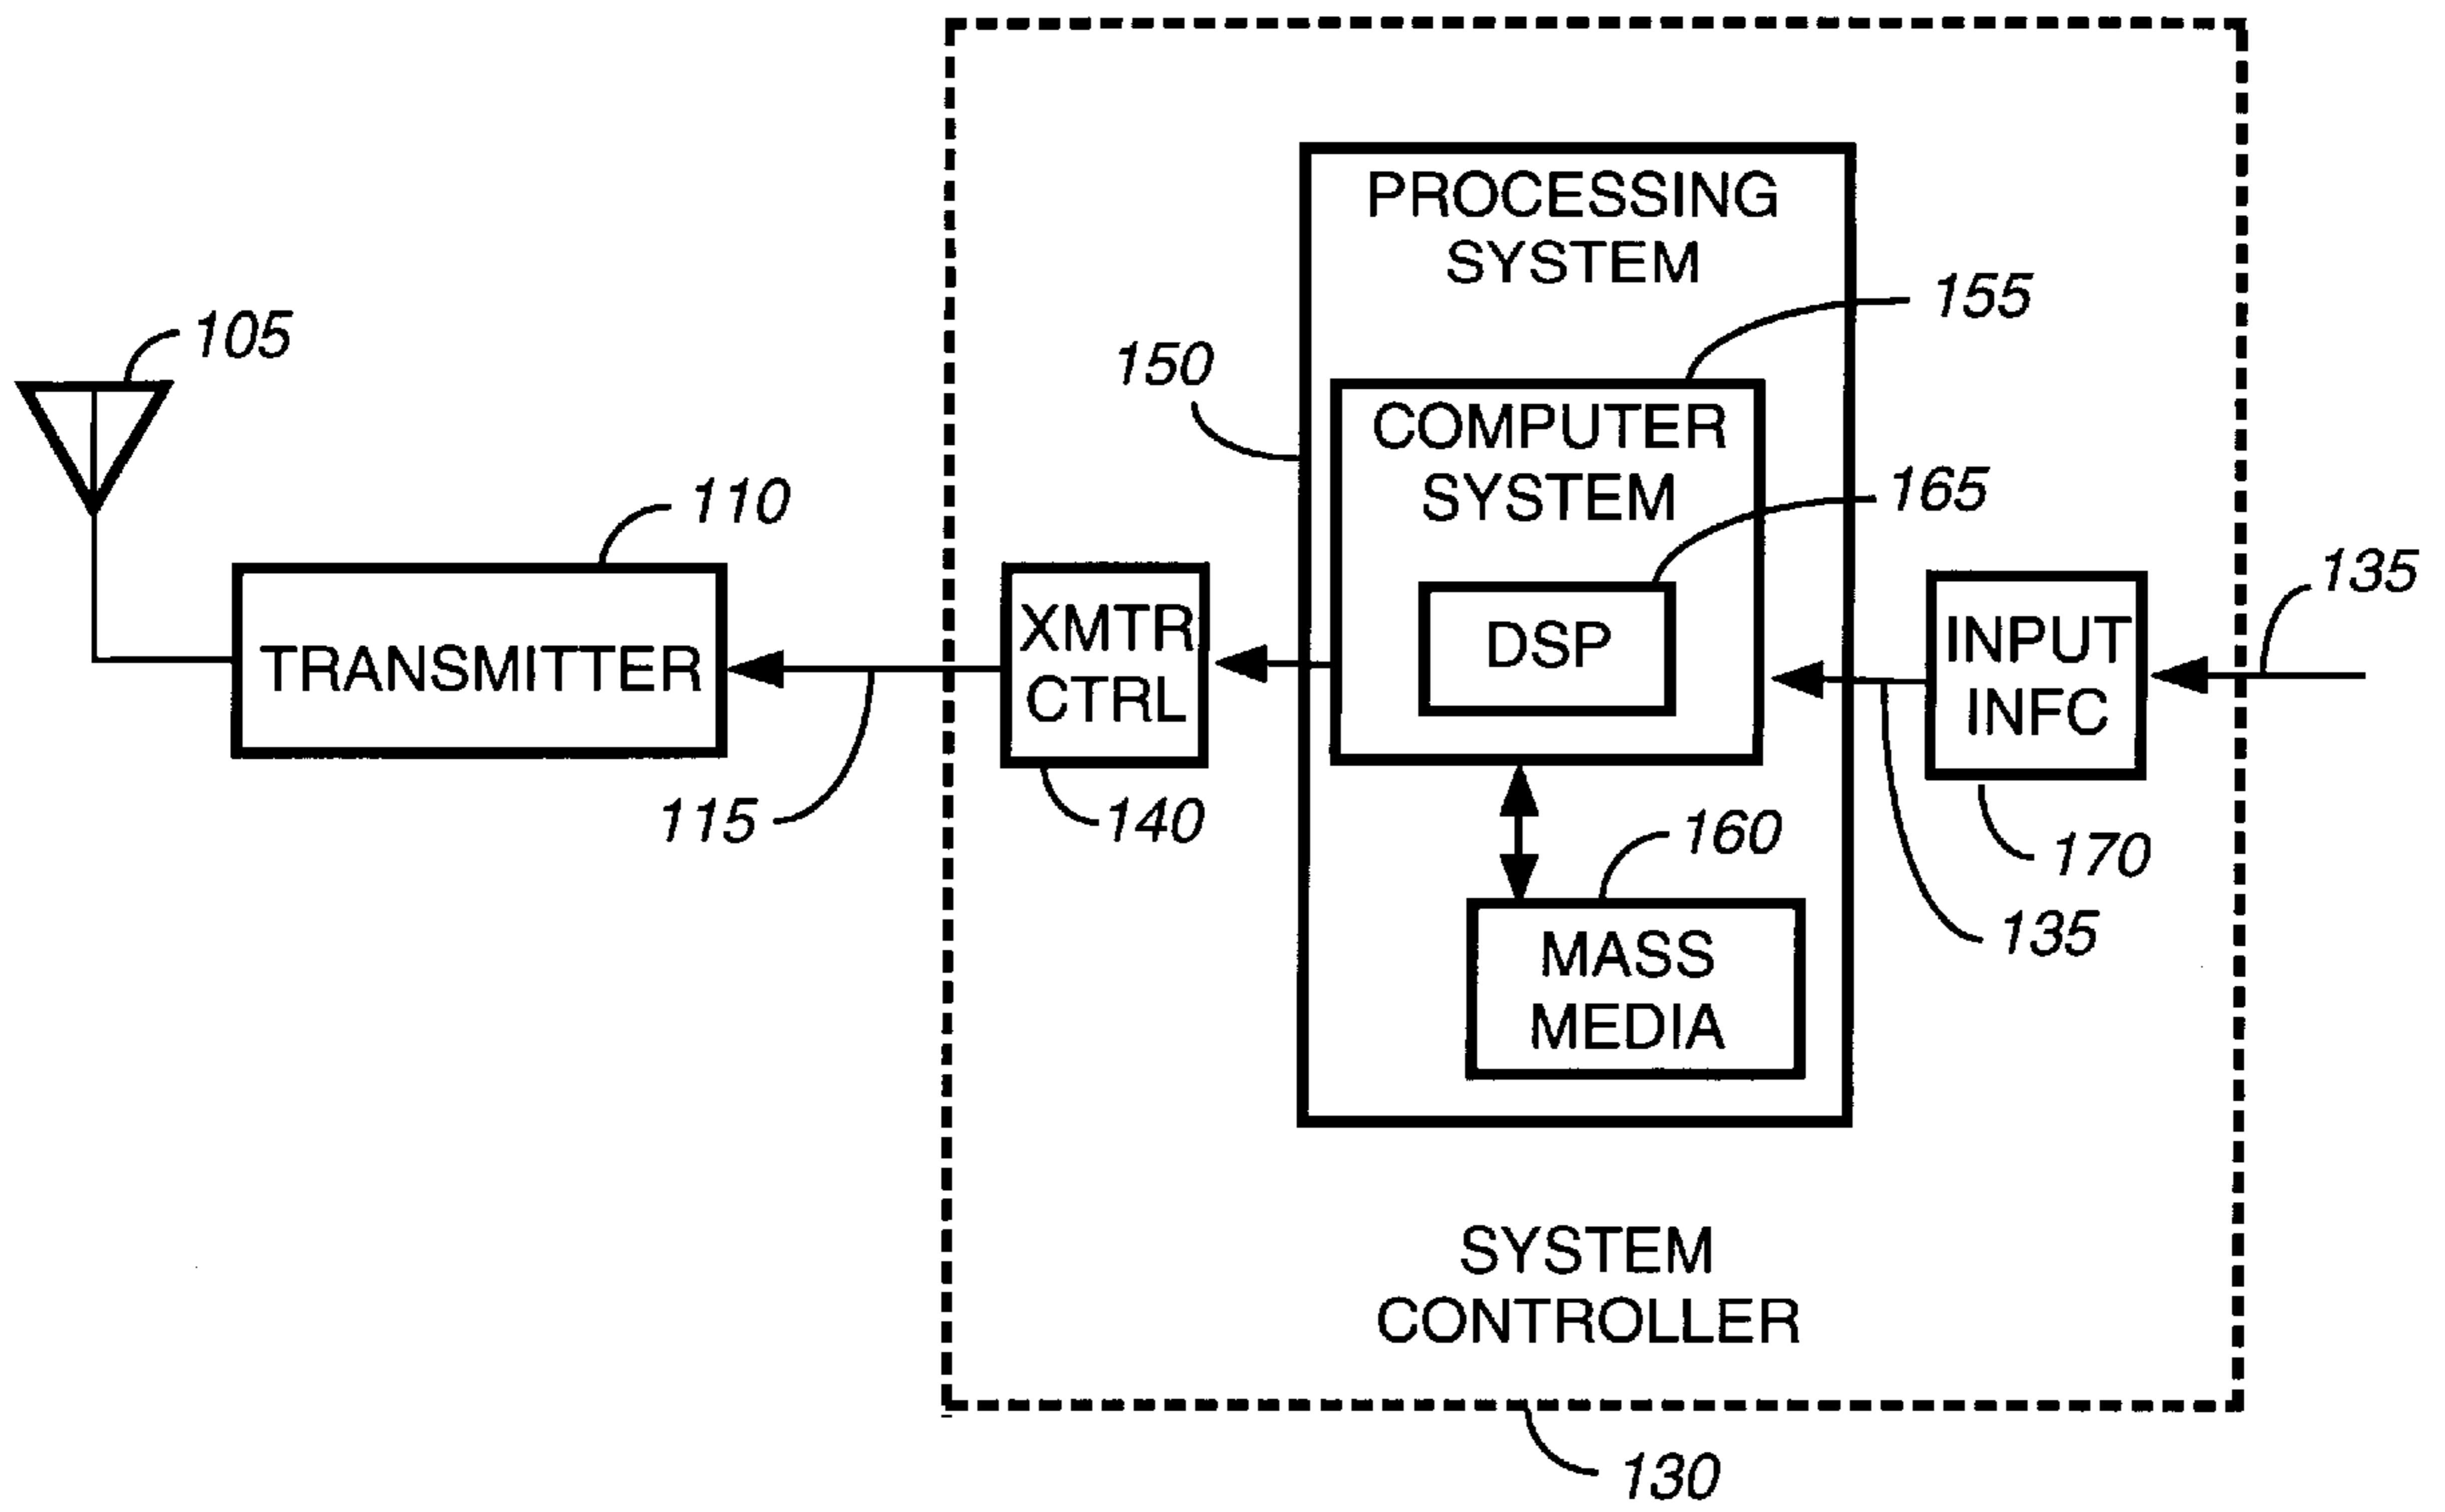 PROCESSING
SYSTEM
155
105
150
COMPUTER
SYSTEM
165
110
135
XMTR
CTRL
DSP
INPUT
INFC
TRANSMITTER
115
140
160
170
135
MASS
MEDIA
SYSTEM
CONTROLLER
130